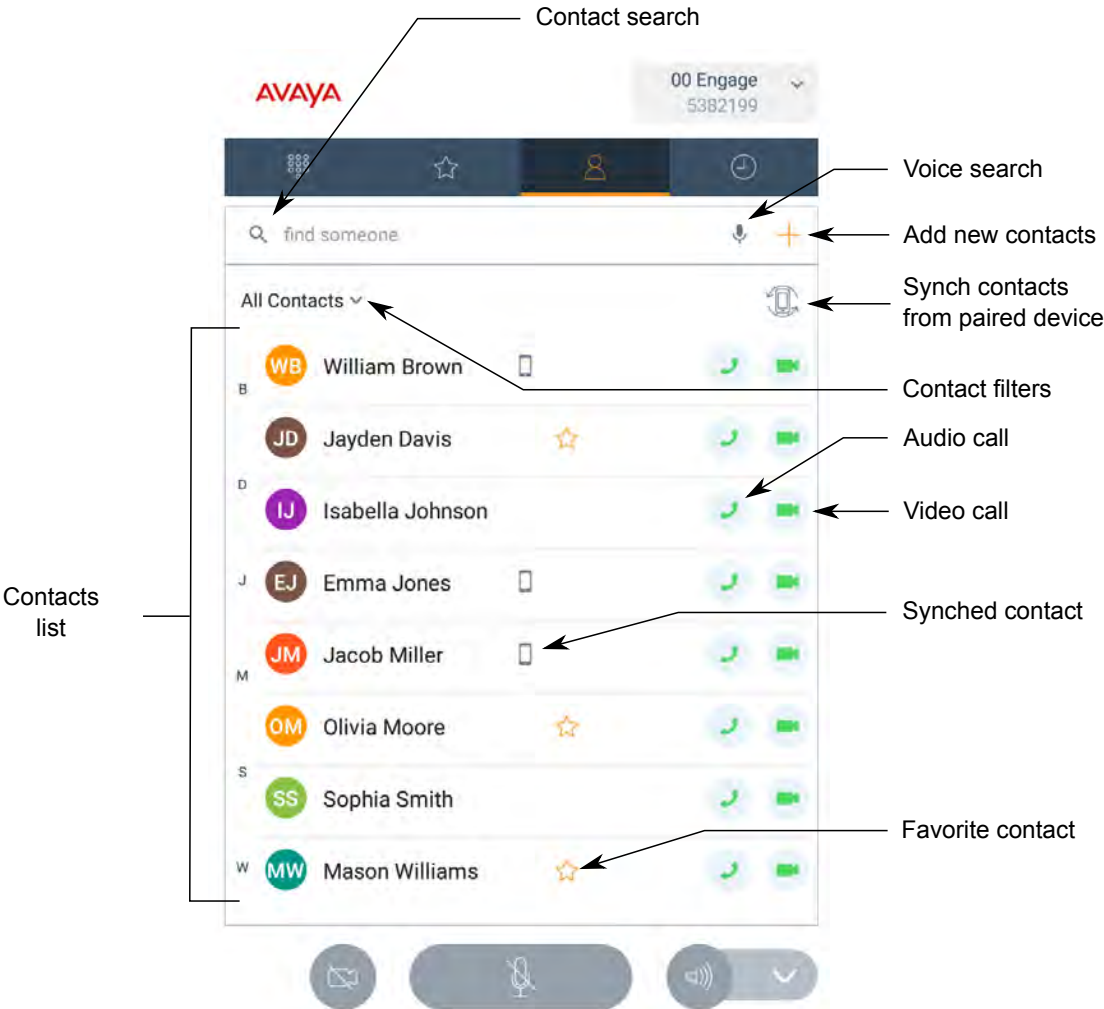 Contact search
AVAYA
00 Engage
5382199
Voice search
find someone
Add new contacts
All Contacts
Synch contacts
from paired device
WB William Brown
B
Contact filters
JD Jayden Davis
Audio call
D
IJ Isabella Johnson
Video call
J EJ Emma Jones
Contacts
list
Synched contact
JM Jacob Miller
M
OM Olivia Moore
S
SS Sophia Smith
Favorite contact
W MW Mason Williams